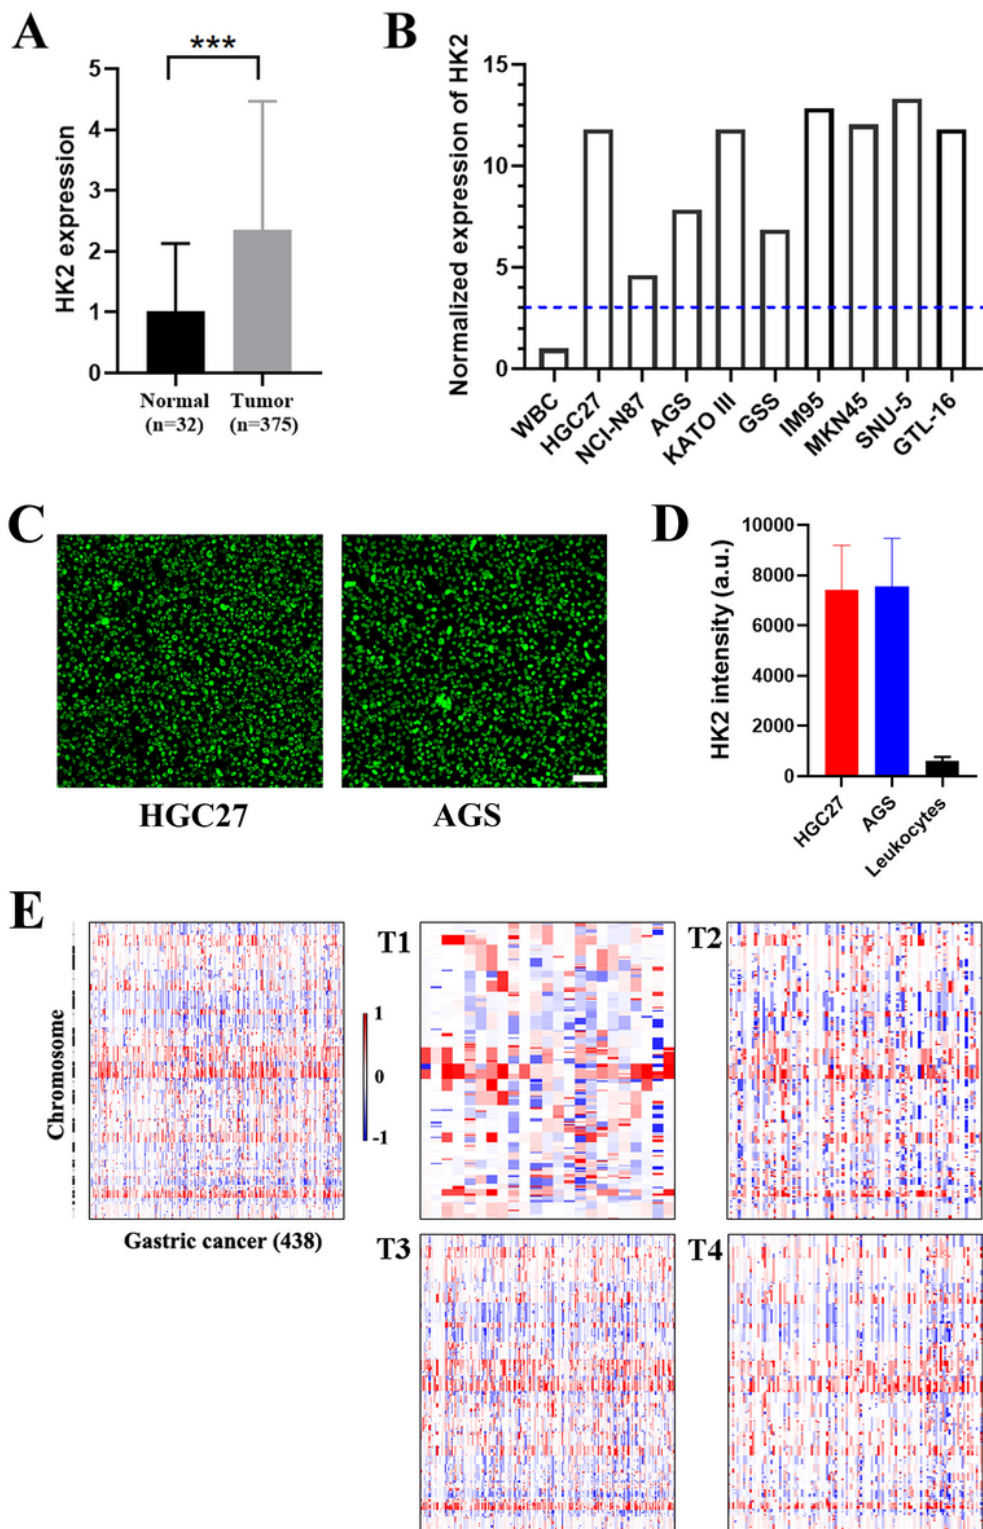 A
***
HK2 expression
5
4
3
2
1
0
Normal
(n=32)
Tumor
(n=375)
B
Normalized expression of HK2
15
10
5
0
WBC
HGC27
NCI-N87
AGS
KATO III
GSS
IM95
MKN45
SNU-5
GTL-16
C
HGC27
AGS
D
HK2 intensity (a.u.)
10000
8000
6000
4000
2000
0
HGC27
AGS
Leukocytes
E
Chromosome
Gastric cancer (438)
1
0
-1
T1
T2
T3
T4